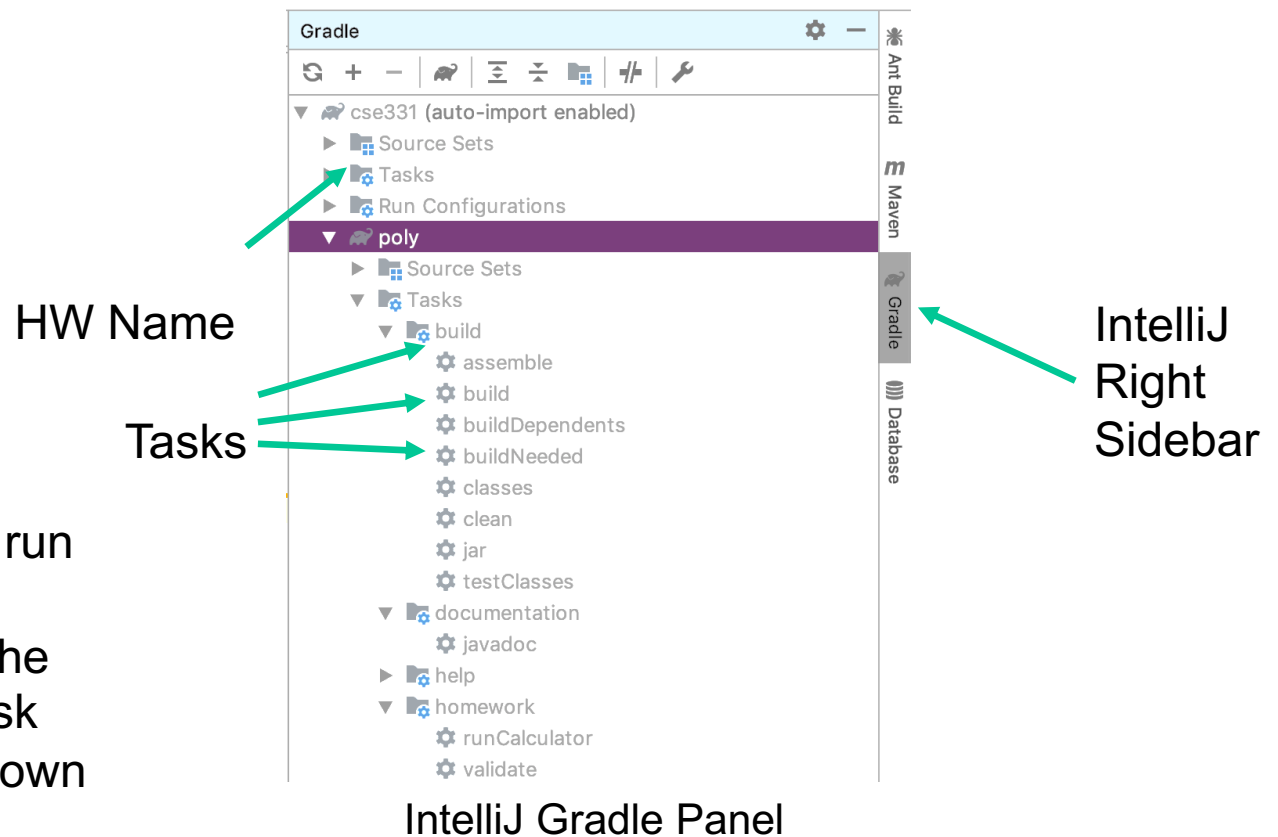 Gradle
cse331 (auto-import enabled)
Source Sets
Tasks
Run Configurations
poly
Source Sets
Tasks
build
assemble
build
buildDependents
buildNeeded
classes
clean
jar
testClasses
documentation
javadoc
help
homework
runCalculator
validate
Ant Build
m Maven
Gradle
Database
HW Name
Tasks
run
he
sk
own
IntelliJ
Right
Sidebar
IntelliJ Gradle Panel